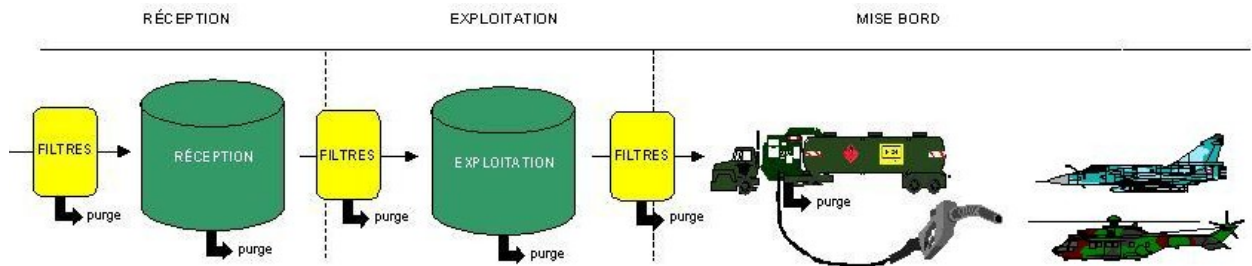 RÉCEPTION
EXPLOITATION
MISE BORD
FILTRES
RÉCEPTION
FILTRES
EXPLOITATION
FILTRES
purge
purge
purge
purge
purge
purge